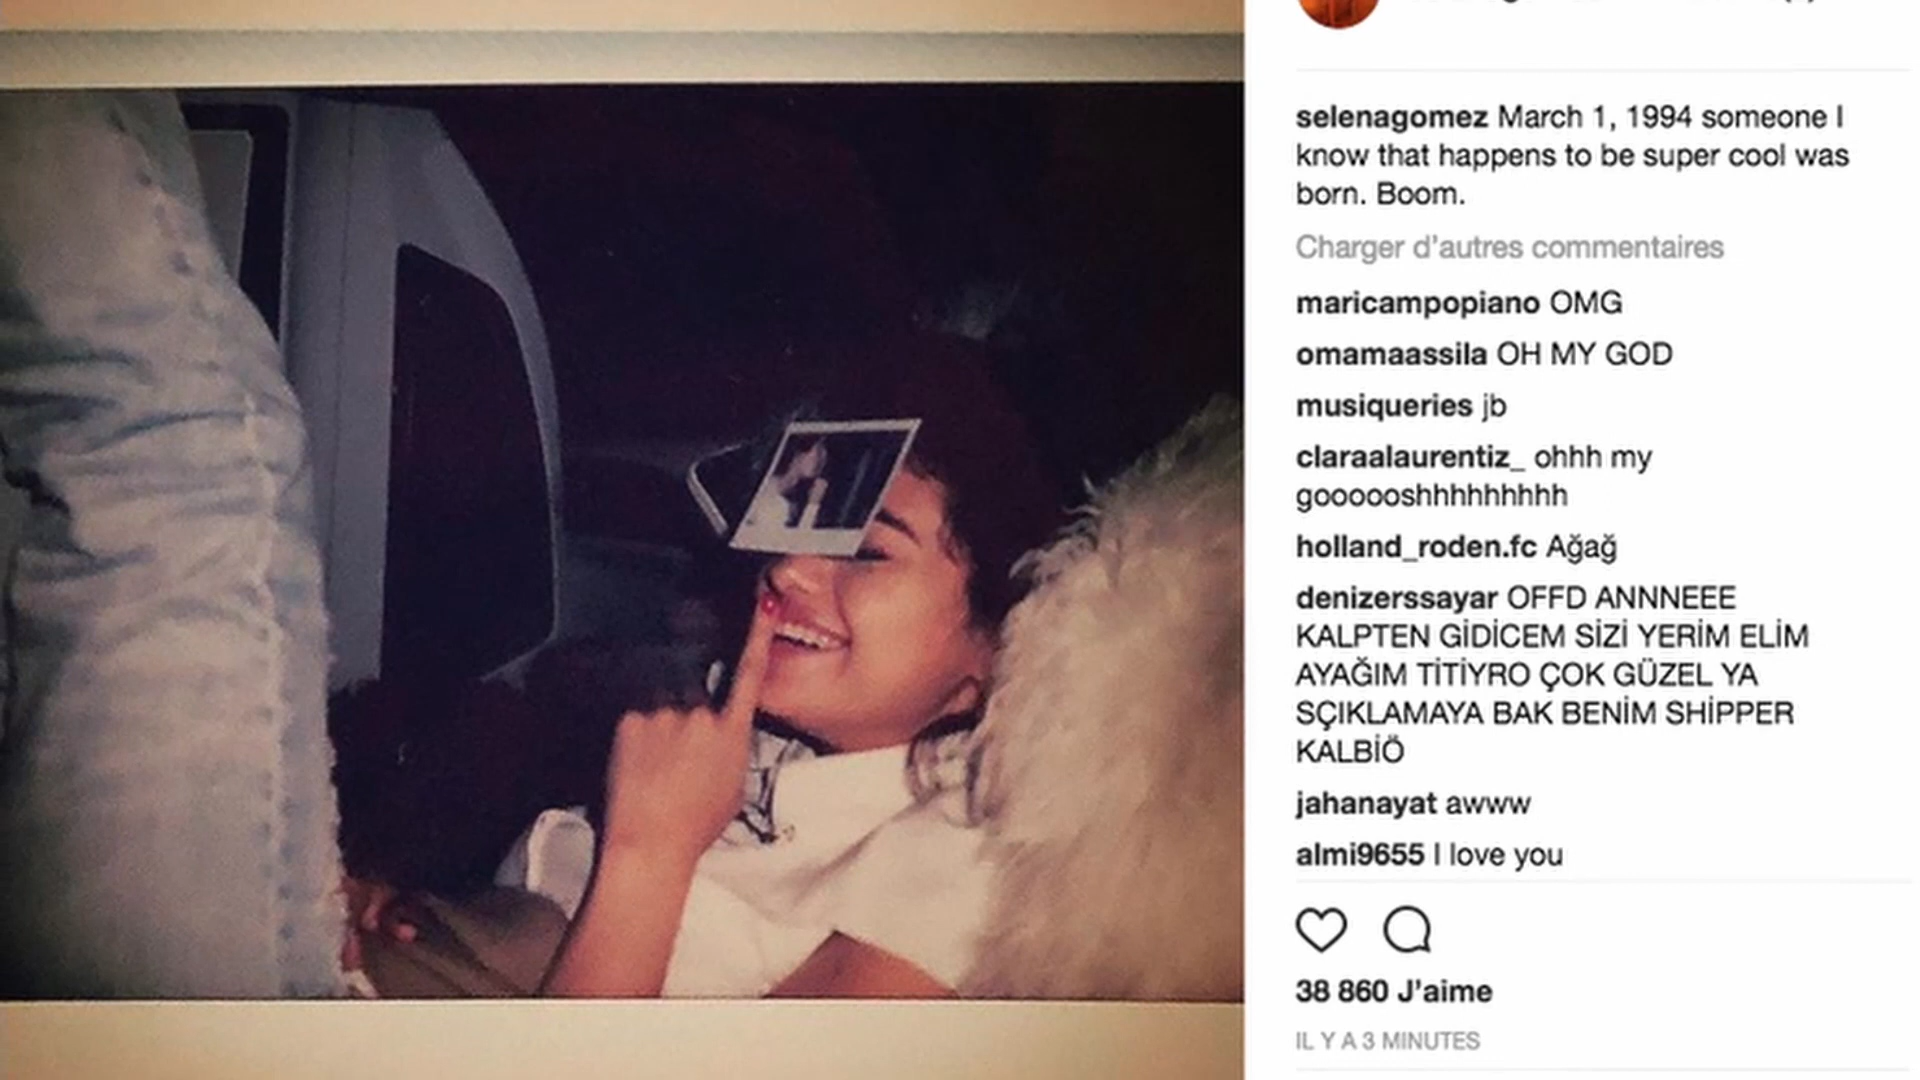 selenagomez March 1, 1994 someone I
know that happens to be super cool was
born. Boom.
Charger d'autres commentaires
maricampopiano OMG
omamaassila OH MY GOD
musiqueries jb
claraalaurentiz_ ohhh my
goooooshhhhhhhhh
holland_roden.fc Ağağ
denizerssayar OFFD ANNNEEE
KALPTEN GİDİCEM SİZİ YERİM ELİM
AYAĞIM TİTİYRO ÇOK GÜZEL YA
SÇIKLAMAYA BAK BENİM SHİPPER
KALBİÖ
jahanayat awww
almi9655 I love you
38 860 J'aime
IL Y A 3 MINUTES